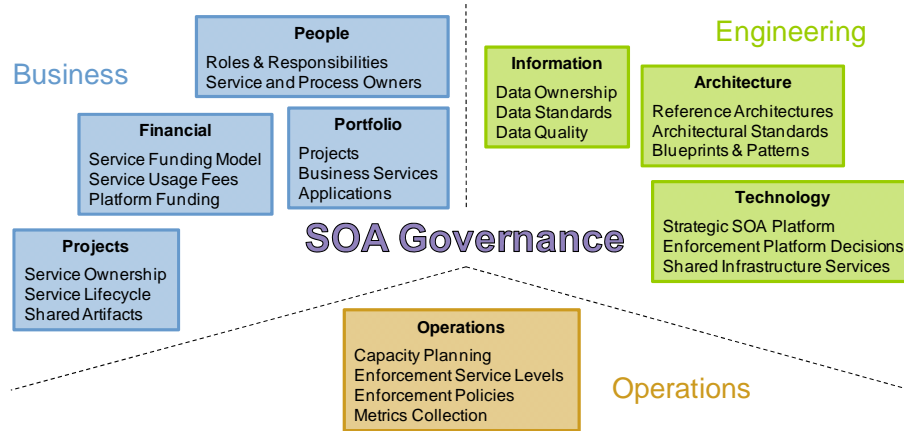 Business
People
Roles & Responsibilities
Service and Process Owners
Financial
Service Funding Model
Service Usage Fees
Platform Funding
Portfolio
Projects
Business Services
Applications
Projects
Service Ownership
Service Lifecycle
Shared Artifacts
Engineering
Information
Data Ownership
Data Standards
Data Quality
Architecture
Reference Architectures
Architectural Standards
Blueprints & Patterns
Technology
Strategic SOA Platform
Enforcement Platform Decisions
Shared Infrastructure Services
SOA Governance
Operations
Capacity Planning
Enforcement Service Levels
Enforcement Policies
Metrics Collection
Operations